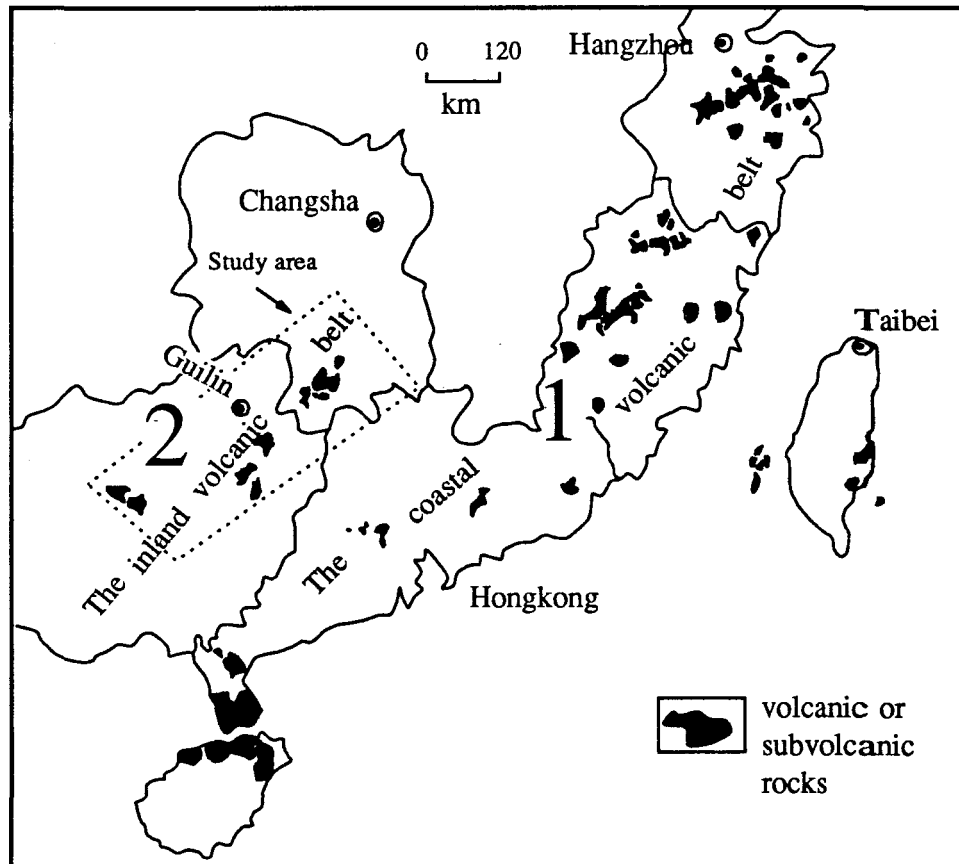 Hangzhou
0 120
km
Changsha
Study area
belt
Taibei
belt
Guilin
volcanic
2
1
volcanic
coastal
The inland
The
Hongkong
volcanic or
subvolcanic
rocks